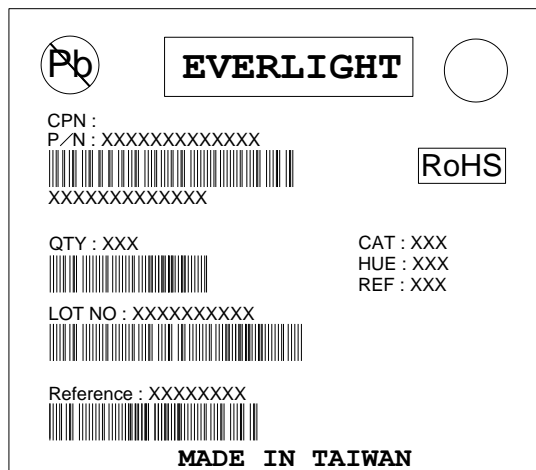 Pb
EVERLIGHT
CPN :
P/N : XXXXXXXXXXXXX
RoHS
XXXXXXXXXXXXX
QTY : XXX
CAT : XXX
HUE : XXX
REF : XXX
LOT NO : XXXXXXXXXX
Reference : XXXXXXXX
MADE IN TAIWAN